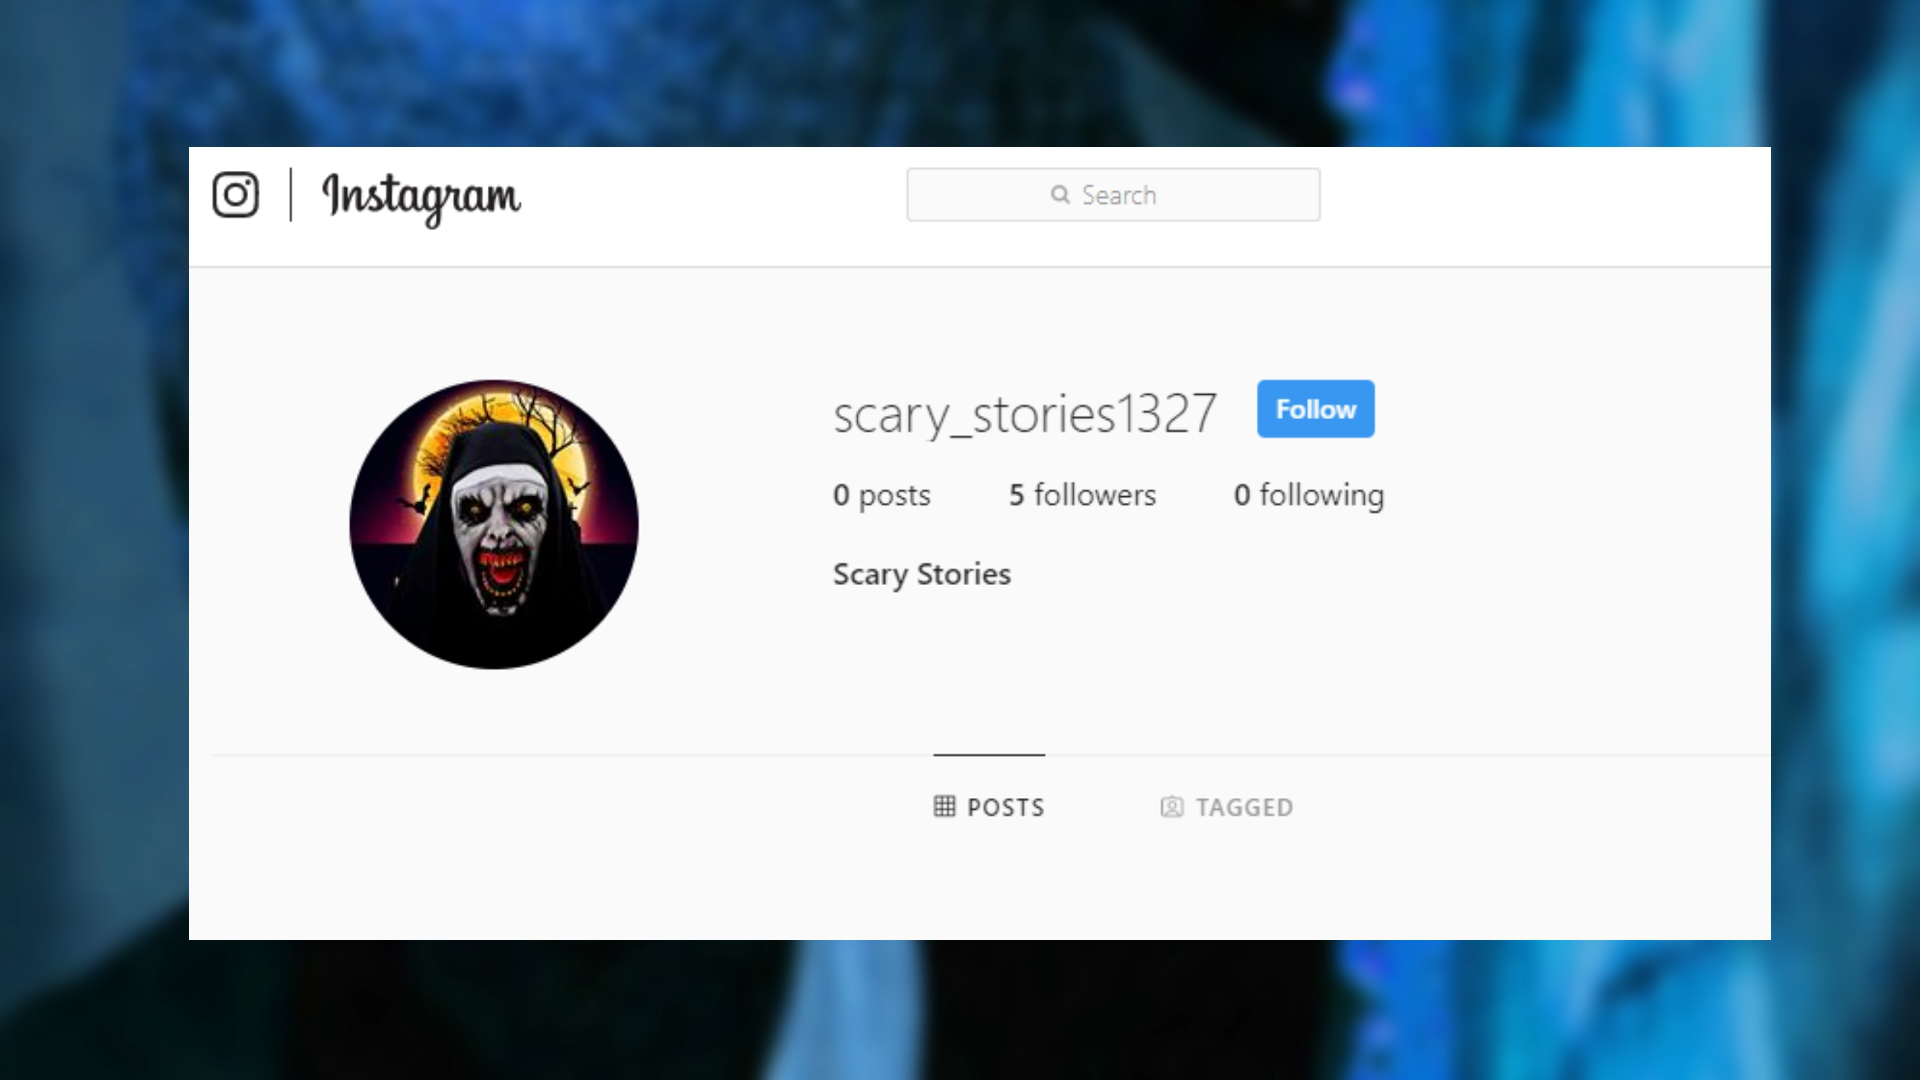 Instagram
Search
scary_stories1327 Follow
0 posts 5 followers 0 following
Scary Stories
POSTS TAGGED